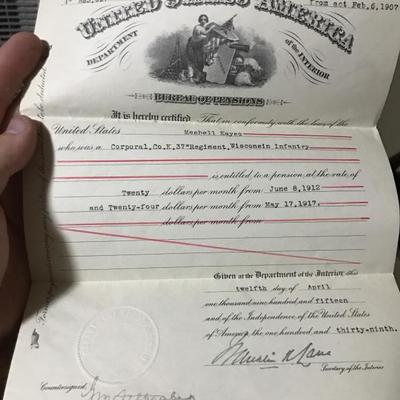 from act Feb. 6, 1907
UNITED STATES OF AMERICA
DEPARTMENT
of the INTERIOR
BUREAU OF PENSIONS
It is hereby certified That in conformity with the laws of the
United States Meshell Eayea
who was a Corpural, Co.K, 37" Regiment, Wisconsin Infantry
is entitled to a pension at the rate of
Twenty dollars per month from June 8, 1912
and Twenty-four dollars per month from May 17, 1917.
dollars per month from
Given at the Department of the Interior this
twelfth day of April
one thousand nine hundred and fifteen
and of the Independence of the United States
of America the one hundred and thirty-ninth.
Franklin K Lane
Secretary of the Interior
Countersigned,